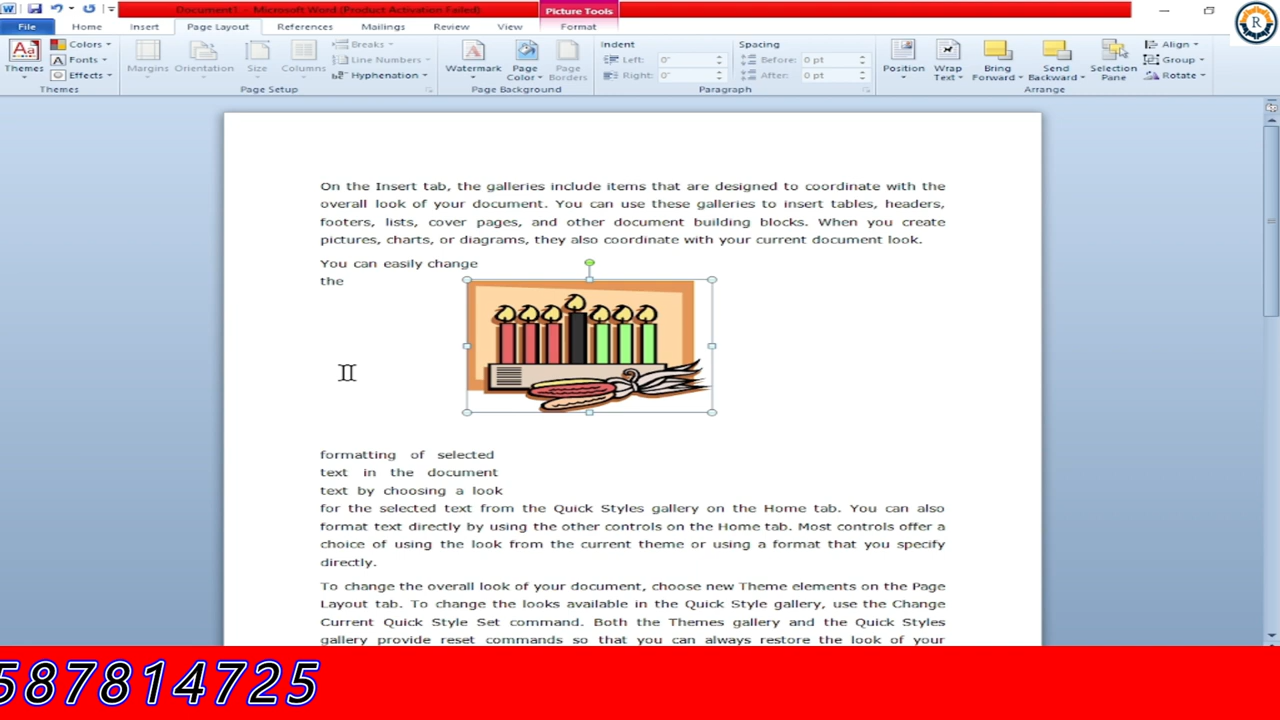 Document1 - Microsoft Word (Product Activation Failed)
Picture Tools
File Home Insert Page Layout References Mailings Review View Format
Themes
Colors
Fonts
Effects
Themes
Margins
Orientation
Size
Columns
Breaks
Line Numbers
Hyphenation
Page Setup
Watermark
Page Color
Page Borders
Page Background
Indent
Left: 0"
Right: 0"
Spacing
Before: 0 pt
After: 0 pt
Paragraph
Position
Wrap Text
Bring Forward
Send Backward
Selection Pane
Align
Group
Rotate
Arrange
R
On the Insert tab, the galleries include items that are designed to coordinate with the
overall look of your document. You can use these galleries to insert tables, headers,
footers, lists, cover pages, and other document building blocks. When you create
pictures, charts, or diagrams, they also coordinate with your current document look.
You can easily change
the
formatting of selected
text in the document
text by choosing a look
for the selected text from the Quick Styles gallery on the Home tab. You can also
format text directly by using the other controls on the Home tab. Most controls offer a
choice of using the look from the current theme or using a format that you specify
directly.
To change the overall look of your document, choose new Theme elements on the Page
Layout tab. To change the looks available in the Quick Style gallery, use the Change
Current Quick Style Set command. Both the Themes gallery and the Quick Styles
gallery provide reset commands so that you can always restore the look of your
587814725